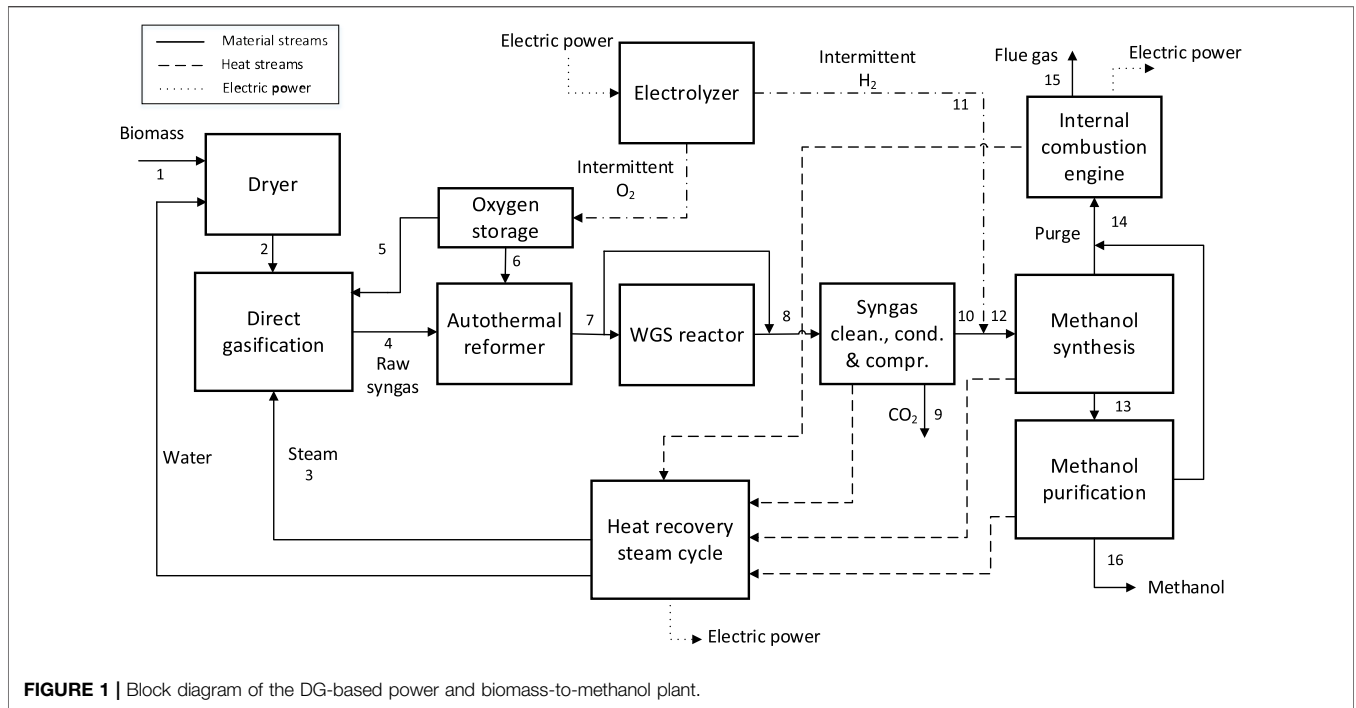 Material streams
Heat streams
Electric power
Electric power
Electrolyzer
Intermittent
H2
11
Flue gas
15
Electric power
Internal
combustion
engine
Biomass
1
Dryer
Intermittent
O2
Oxygen
storage
2
5
6
Purge
14
Direct
gasification
4
Raw
syngas
Autothermal
reformer
7
WGS reactor
8
Syngas
clean., cond.
& compr.
10
12
Methanol
synthesis
CO2
9
13
Water
Steam
3
Methanol
purification
Heat recovery
steam cycle
16
Methanol
Electric power
FIGURE 1 | Block diagram of the DG-based power and biomass-to-methanol plant.